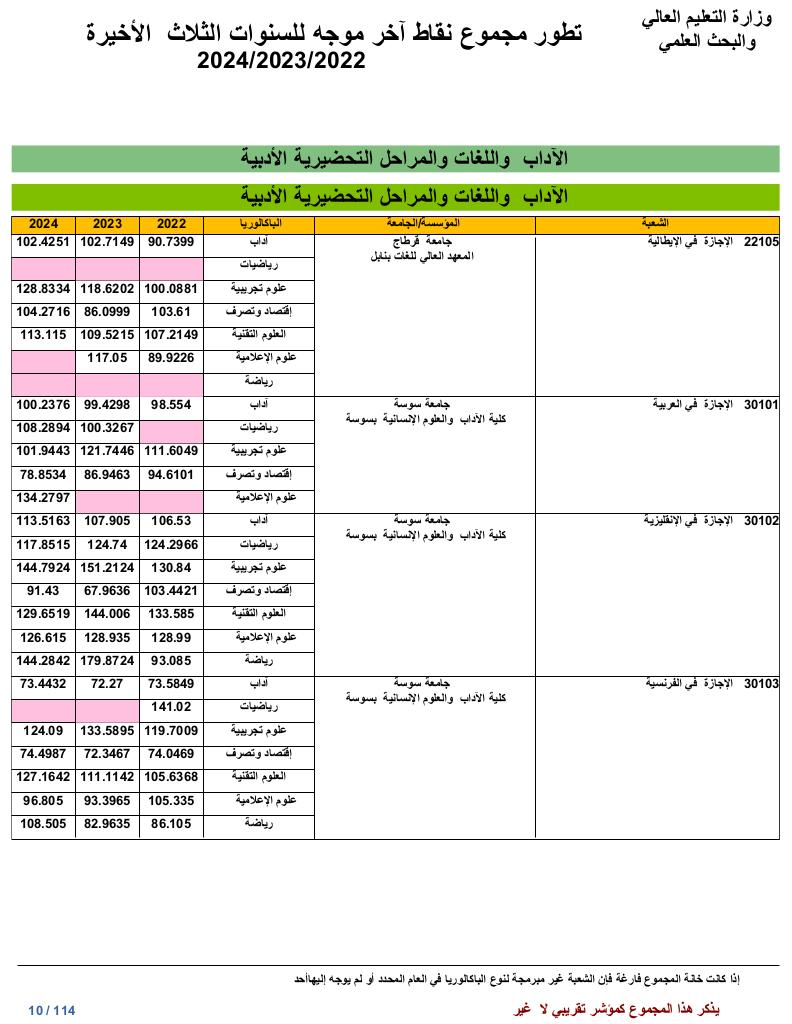 وزارة التعليم العالي
والبحث العلمي
تطور مجموع نقاط آخر موجه للسنوات الثلاث الأخيرة
2024/2023/2022
الآداب واللغات والمراحل التحضيرية الأدبية
الآداب واللغات والمراحل التحضيرية الأدبية
الشعبة المؤسسة/الجامعة الباكالوريا 2022 2023 2024
22105 الإجازة في الإيطالية جامعة قرطاج آداب 90.7399 102.7149 102.4251
المعهد العالي للغات بنابل
رياضيات
علوم تجريبية 100.0881 118.6202 128.8334
إقتصاد وتصرف 103.61 86.0999 104.2716
العلوم التقنية 107.2149 109.5215 113.115
علوم الإعلامية 89.9226 117.05
رياضة
30101 الإجازة في العربية جامعة سوسة آداب 98.554 99.4298 100.2376
كلية الآداب والعلوم الإنسانية بسوسة
رياضيات 100.3267 108.2894
علوم تجريبية 111.6049 121.7446 101.9443
إقتصاد وتصرف 94.6101 86.9463 78.8534
علوم الإعلامية 134.2797
30102 الإجازة في الإنقليزية جامعة سوسة آداب 106.53 107.905 113.5163
كلية الآداب والعلوم الإنسانية بسوسة
رياضيات 124.2966 124.74 117.8515
علوم تجريبية 130.84 151.2124 144.7924
إقتصاد وتصرف 103.4421 67.9636 91.43
العلوم التقنية 133.585 144.006 129.6519
علوم الإعلامية 128.99 128.935 126.615
رياضة 93.085 179.8724 144.2842
30103 الإجازة في الفرنسية جامعة سوسة آداب 73.5849 72.27 73.4432
كلية الآداب والعلوم الإنسانية بسوسة
رياضيات 141.02
علوم تجريبية 119.7009 133.5895 124.09
إقتصاد وتصرف 74.0469 72.3467 74.4987
العلوم التقنية 105.6368 111.1142 127.1642
علوم الإعلامية 105.335 93.3965 96.805
رياضة 86.105 82.9635 108.505
إذا كانت خانة المجموع فارغة فإن الشعبة غير مبرمجة لنوع الباكالوريا في العام المحدد أو لم يوجه إليهاأحد
يذكر هذا المجموع كمؤشر تقريبي لا غير
10 / 114